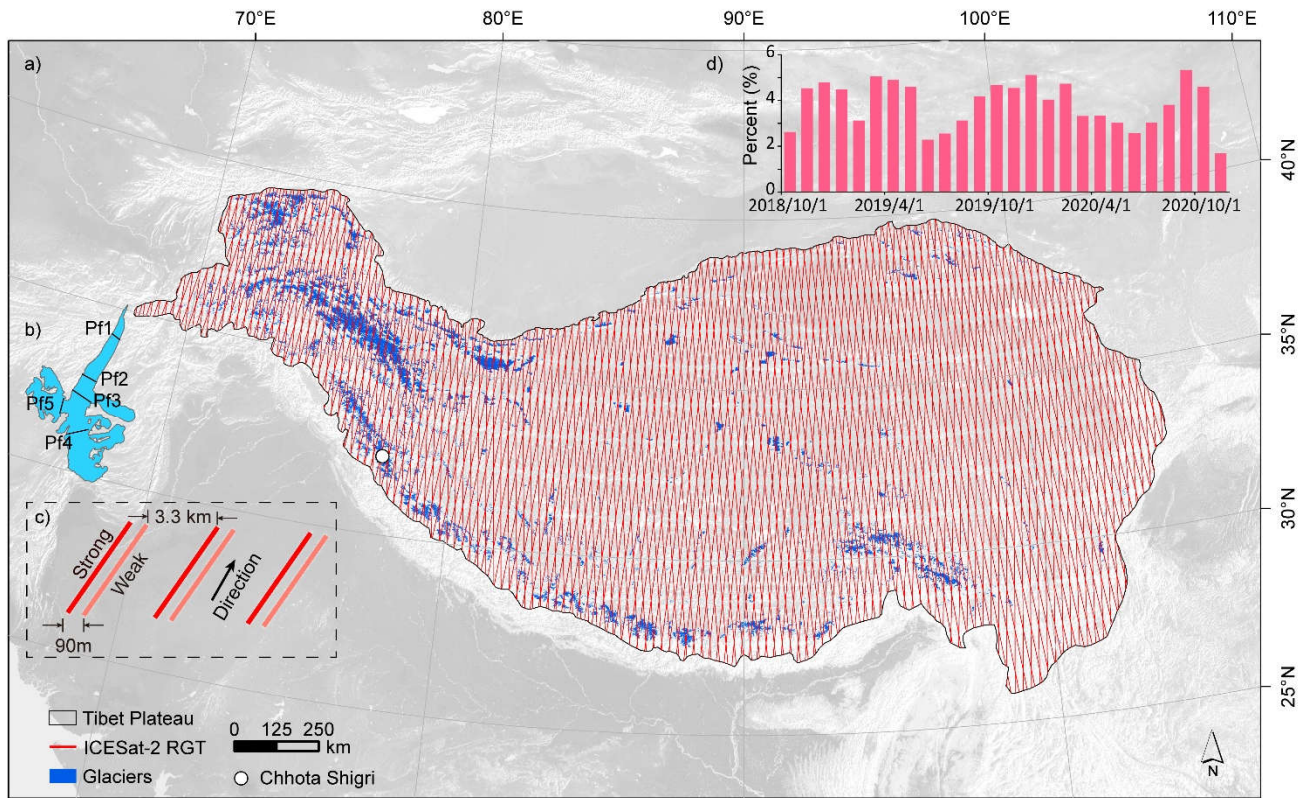 70°E 80°E 90°E 100°E 110°E
a)
d)
Percent (%)
6
4
2
0
2018/10/1 2019/4/1 2019/10/1 2020/4/1 2020/10/1
40°N
35°N
30°N
25°N
b)
Pf1
Pf2
Pf3
Pf5
Pf4
c)
3.3 km
Strong
Weak
Direction
90m
Tibet Plateau
ICESat-2 RGT
Glaciers
0 125 250
km
Chhota Shigri
N